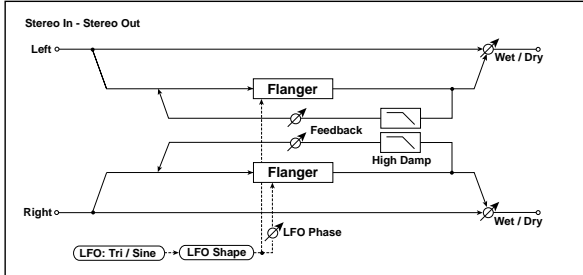 Stereo In - Stereo Out
Left
Wet / Dry
Flanger
Feedback
High Damp
Flanger
Right
Wet / Dry
LFO Phase
LFO: Tri / Sine
LFO Shape